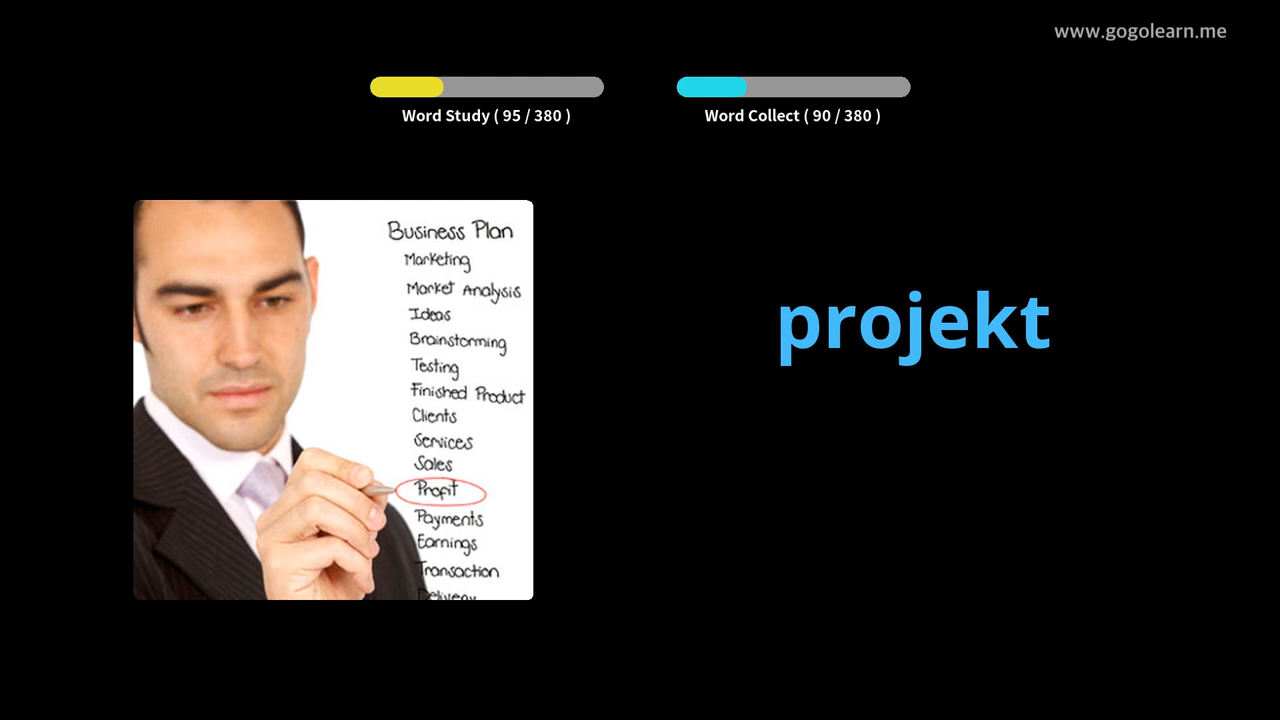 www.gogolearn.me
Word Study ( 95 / 380 )
Word Collect ( 90 / 380 )
Business Plan
Marketing
Market Analysis
Ideas
Brainstorming
Testing
Finished Product
Clients
Services
Sales
Profit
Payments
Earnings
Transaction
Delivery
projekt